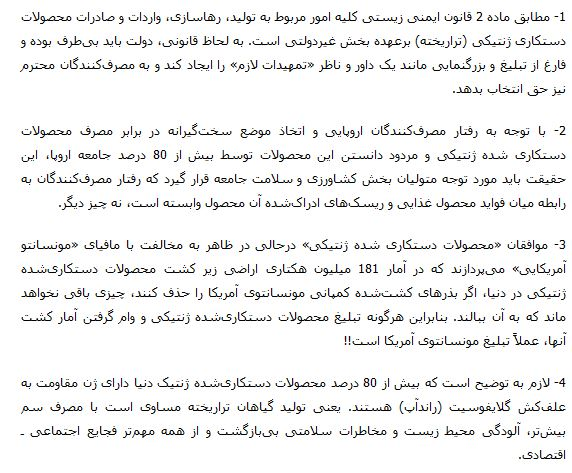 1- مطابق ماده 2 قانون ایمنی زیستی کلیه امور مربوط به تولید، رهاسازی، واردات و صادرات محصولات
دستکاری ژنتیکی (تراریخته) برعهده بخش غیردولتی است. به لحاظ قانونی، دولت باید بی‌طرف بوده و
فارغ از تبلیغ و بزرگنمایی مانند یک داور و ناظر «تمهیدات لازم» را ایجاد کند و به مصرف‌کنندگان محترم
نیز حق انتخاب بدهد.
2- با توجه به رفتار مصرف‌کنندگان اروپایی و اتخاذ موضع سخت‌گیرانه در برابر مصرف محصولات
دستکاری شده ژنتیکی و مردود دانستن این محصولات توسط بیش از 80 درصد جامعه اروپا، این
حقیقت باید مورد توجه متولیان بخش کشاورزی و سلامت جامعه قرار گیرد که رفتار مصرف‌کنندگان به
رابطه میان فواید محصول غذایی و ریسک‌های ادراک‌شده آن محصول وابسته است، نه چیز دیگر.
3- موافقان «محصولات دستکاری شده ژنتیکی» درحالی در ظاهر به مخالفت با مافیای «مونسانتو
آمریکایی» می‌پردازند که در آمار 181 میلیون هکتاری اراضی زیر کشت محصولات دستکاری‌شده
ژنتیکی در دنیا، اگر بذرهای کشت‌شده کمپانی مونسانتوی آمریکا را حذف کنند، چیزی باقی نخواهد
ماند که به آن ببالند. بنابراین هرگونه تبلیغ محصولات دستکاری‌شده ژنتیکی و وام گرفتن آمار کشت
آنها، عملاً تبلیغ مونسانتوی آمریکا است!!
4- لازم به توضیح است که بیش از 80 درصد محصولات دستکاری‌شده ژنتیک دنیا دارای ژن مقاومت به
علف‌کش گلایفوسیت (راندآپ) هستند. یعنی تولید گیاهان تراریخته مساوی است با مصرف سم
بیش‌تر، آلودگی محیط زیست و مخاطرات سلامتی بی‌بازگشت و از همه مهم‌تر فجایع اجتماعی ـ
اقتصادی.